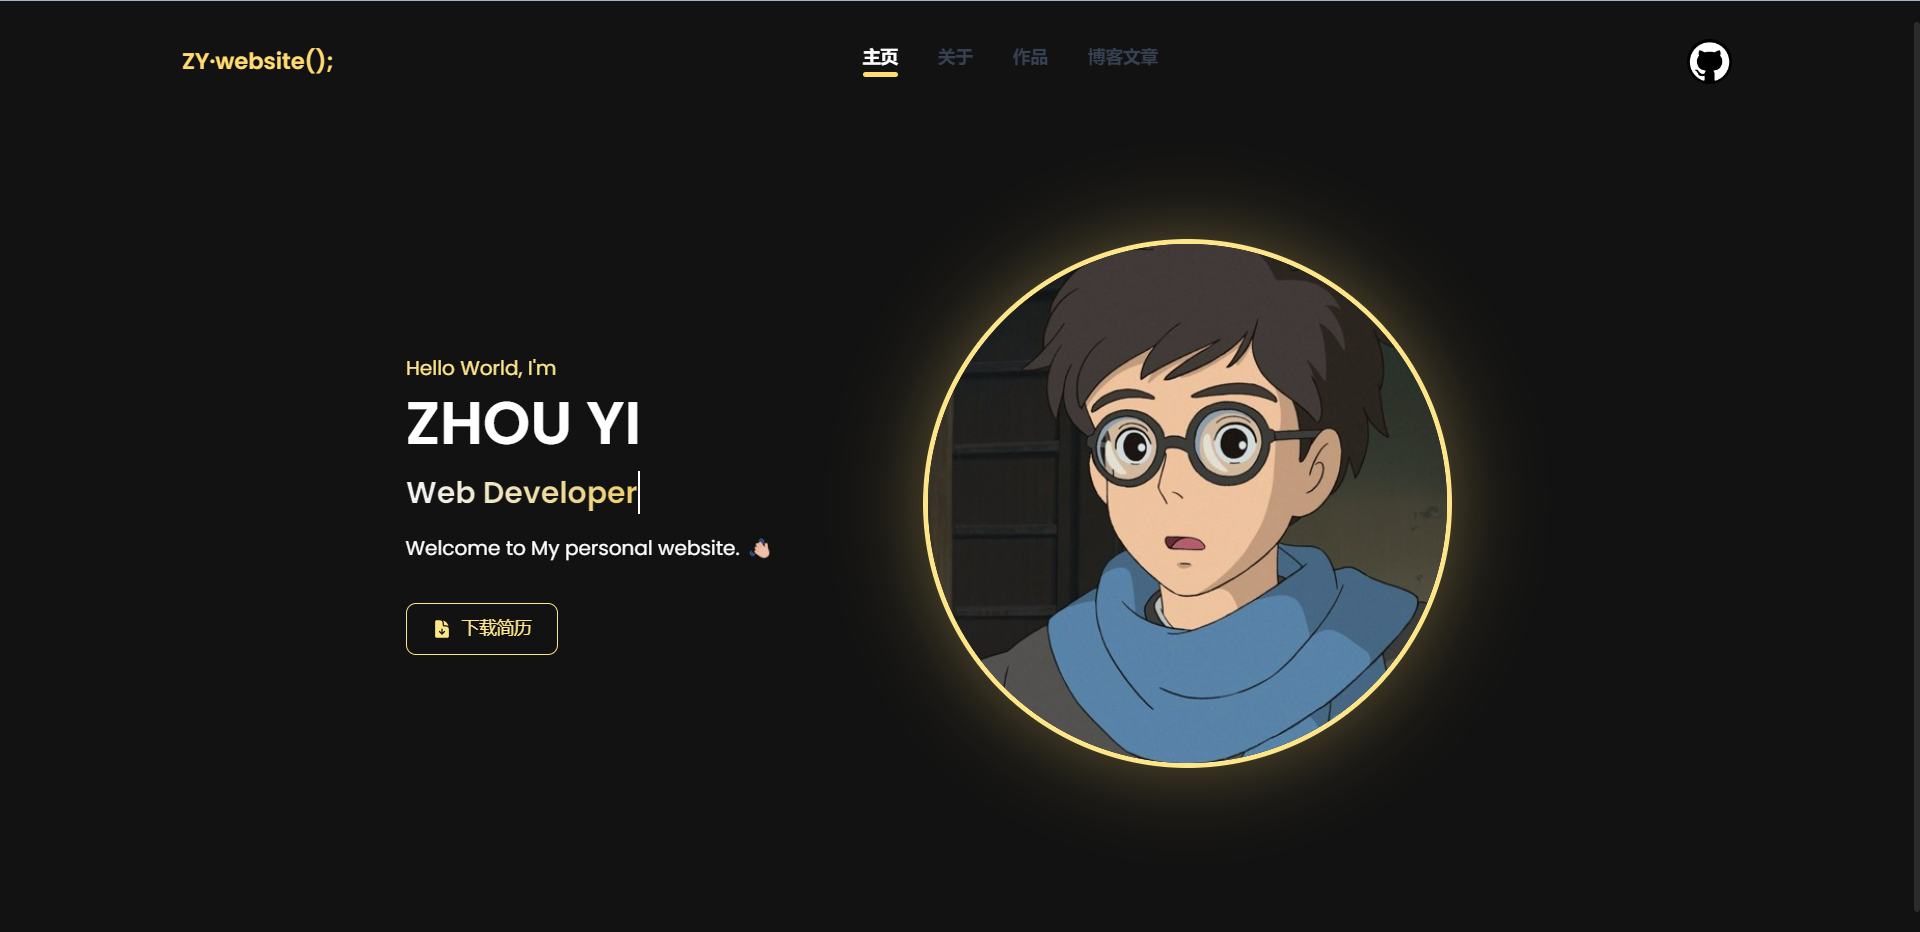 ZY·website();
主页 关于 作品 博客文章
Hello World, I'm
ZHOU YI
Web Developer
Welcome to My personal website. 👋🏻
下载简历